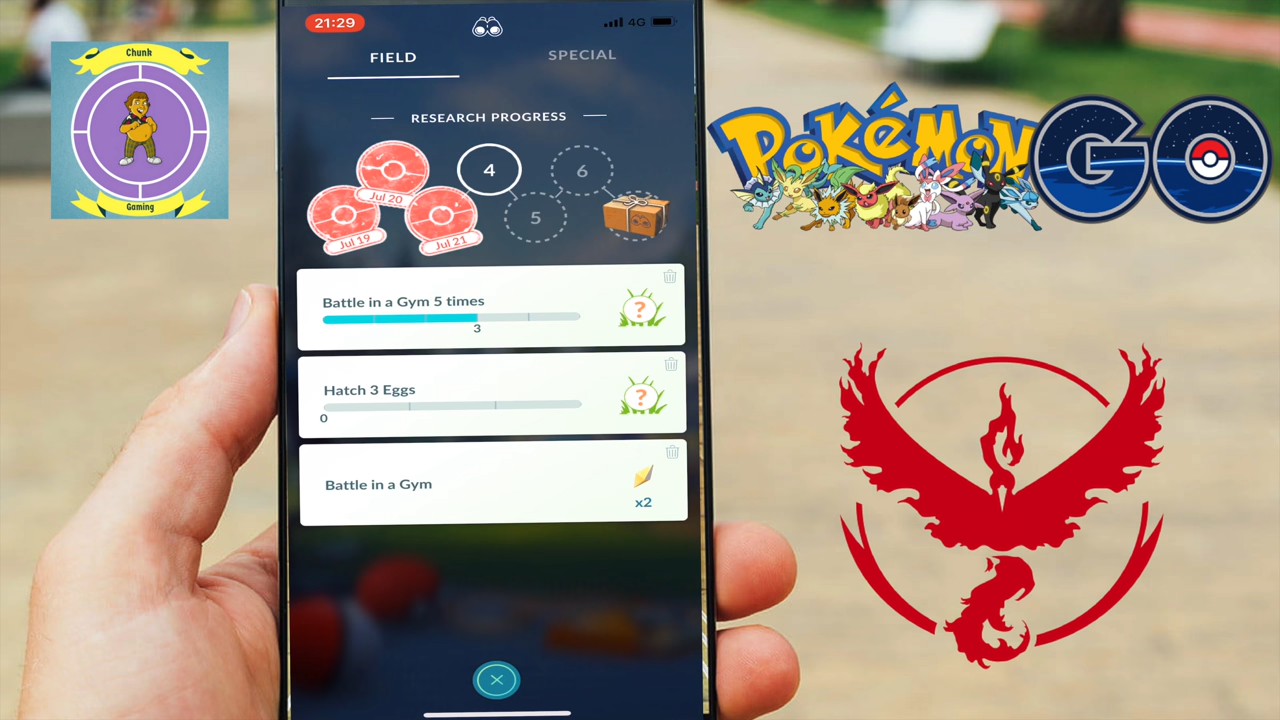 Chunk
Gaming
21:29
4G
FIELD
SPECIAL
RESEARCH PROGRESS
Jul 19
Jul 20
Jul 21
4
5
6
Battle in a Gym 5 times
3
?
Hatch 3 Eggs
0
?
Battle in a Gym
x2
POKéMON GO